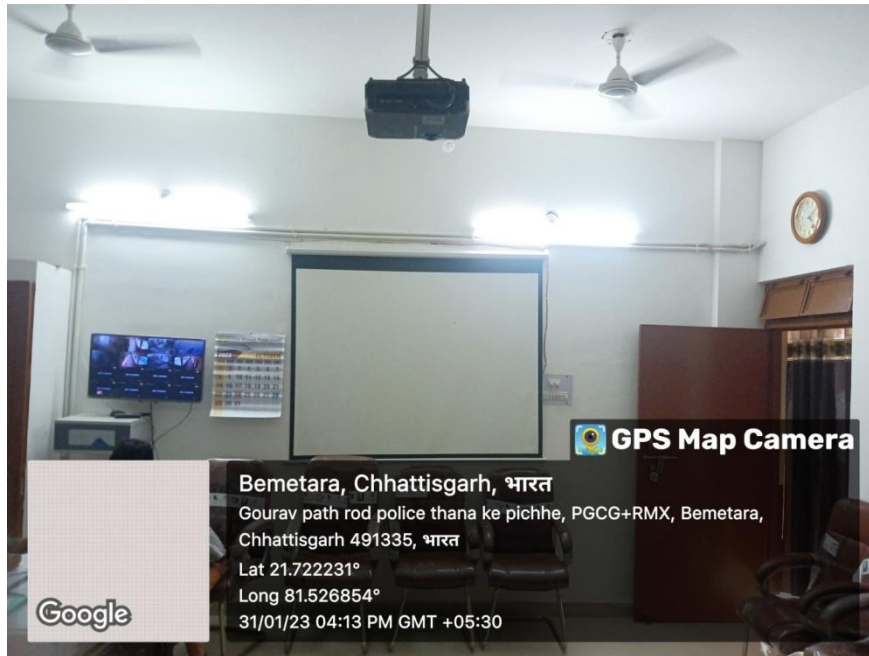 GPS Map Camera
Bemetara, Chhattisgarh, भारत
Gourav path rod police thana ke pichhe, PGCG+RMX, Bemetara,
Chhattisgarh 491335, भारत
Lat 21.722231°
Long 81.526854°
31/01/23 04:13 PM GMT +05:30
Google